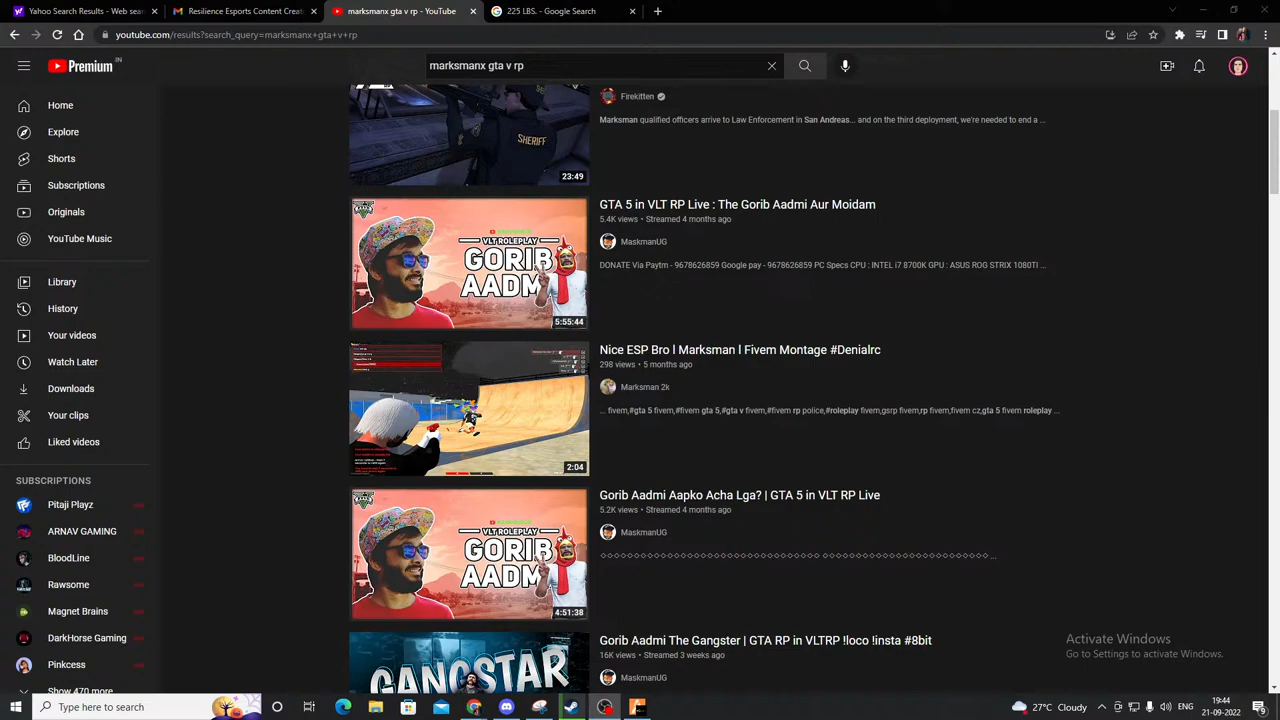 Yahoo Search Results - Web sear
Resilience Esports Content Creato
marksmanx gta v rp - YouTube
225 LBS. - Google Search
youtube.com/results?search_query=marksmanx+gta+v+rp
Premium
IN
marksmanx gta v rp
Home
Explore
Shorts
Subscriptions
Originals
YouTube Music
Library
History
Your videos
Watch Later
Downloads
Your clips
Liked videos
SUBSCRIPTIONS
Pitaji Playz
ARNAV GAMING
BloodLine
Rawsome
Magnet Brains
DarkHorse Gaming
Pinkcess
Show 470 more
SHERIFF
23:49
Firekitten
Marksman qualified officers arrive to Law Enforcement in San Andreas... and on the third deployment, we're needed to end a ...
VLT ROLEPLAY
GORIB
AADM
5:55:44
GTA 5 in VLT RP Live : The Gorib Aadmi Aur Moidam
5.4K views • Streamed 4 months ago
MaskmanUG
DONATE Via Paytm - 9678626859 Google pay - 9678626859 PC Specs CPU : INTEL i7 8700K GPU : ASUS ROG STRIX 1080TI ...
2:04
Nice ESP Bro l Marksman l Fivem Montage #Denialrc
298 views • 5 months ago
Marksman 2k
... fivem,#gta 5 fivem,#fivem gta 5,#gta v fivem,#fivem rp police,#roleplay fivem,gsrp fivem,rp fivem,fivem cz,gta 5 fivem roleplay ...
VLT ROLEPLAY
GORIB
AADM
4:51:38
Gorib Aadmi Aapko Acha Lga? | GTA 5 in VLT RP Live
5.2K views • Streamed 4 months ago
MaskmanUG
GANGSTAR
Gorib Aadmi The Gangster | GTA RP in VLTRP !loco !insta #8bit
16K views • Streamed 3 weeks ago
MaskmanUG
Activate Windows
Go to Settings to activate Windows.
Type here to search
27°C Cloudy
19:44
21-09-2022